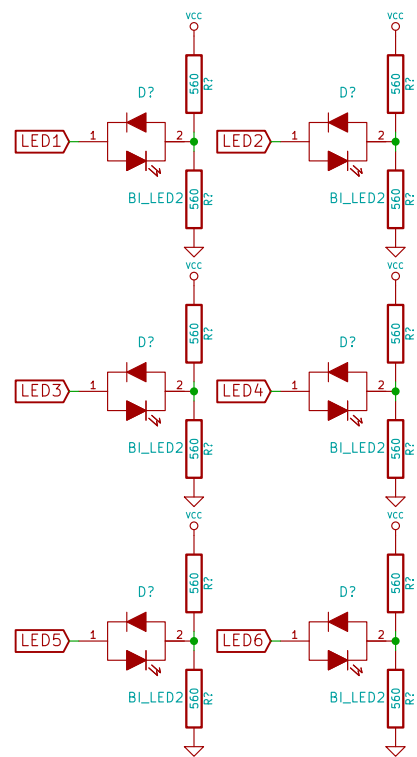 VCC
VCC
560
R?
560
R?
D?
D?
LED1
1
2
LED2
1
2
BI_LED2
560
R?
BI_LED2
560
R?
VCC
VCC
560
R?
560
R?
D?
D?
LED3
1
2
LED4
1
2
BI_LED2
560
R?
BI_LED2
560
R?
VCC
VCC
560
R?
560
R?
D?
D?
LED5
1
2
LED6
1
2
BI_LED2
560
R?
BI_LED2
560
R?